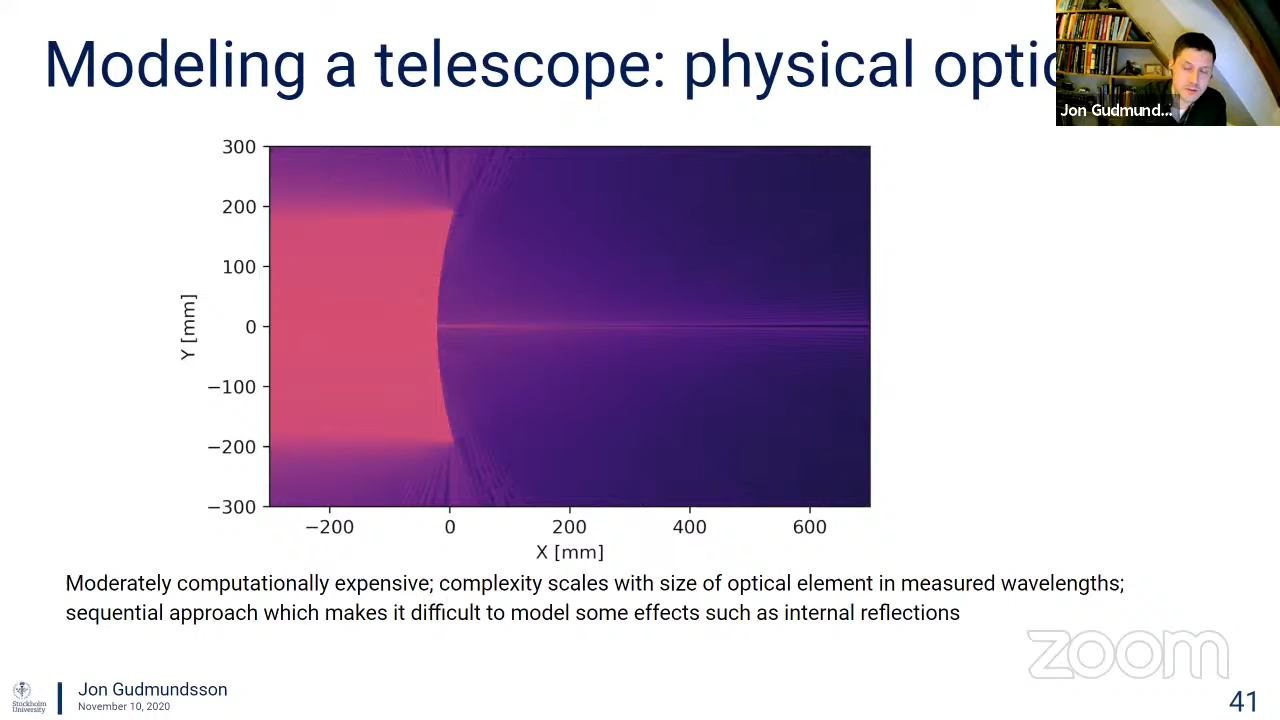 Modeling a telescope: physical optic
Jon Gudmund...
300
200
100
0
−100
−200
−300
Y [mm]
−200 0 200 400 600
X [mm]
Moderately computationally expensive; complexity scales with size of optical element in measured wavelengths;
sequential approach which makes it difficult to model some effects such as internal reflections
zoom
Stockholm
University
Jon Gudmundsson
November 10, 2020
41